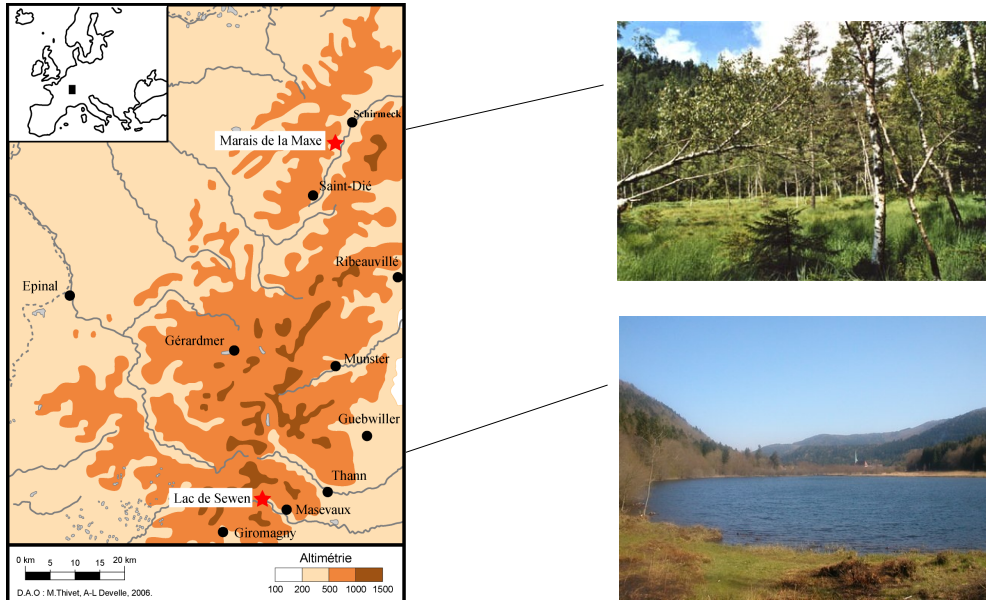 Schirmeck
Marais de la Maxe
Saint-Dié
Ribeauvillé
Epinal
Gérardmer
Munster
Guebwiller
Thann
Lac de Sewen
Masevaux
Giromagny
0 km 5 10 15 20 km
Altimétrie
100 200 500 1000 1500
D.A.O : M.Thivet, A-L Develle, 2006.